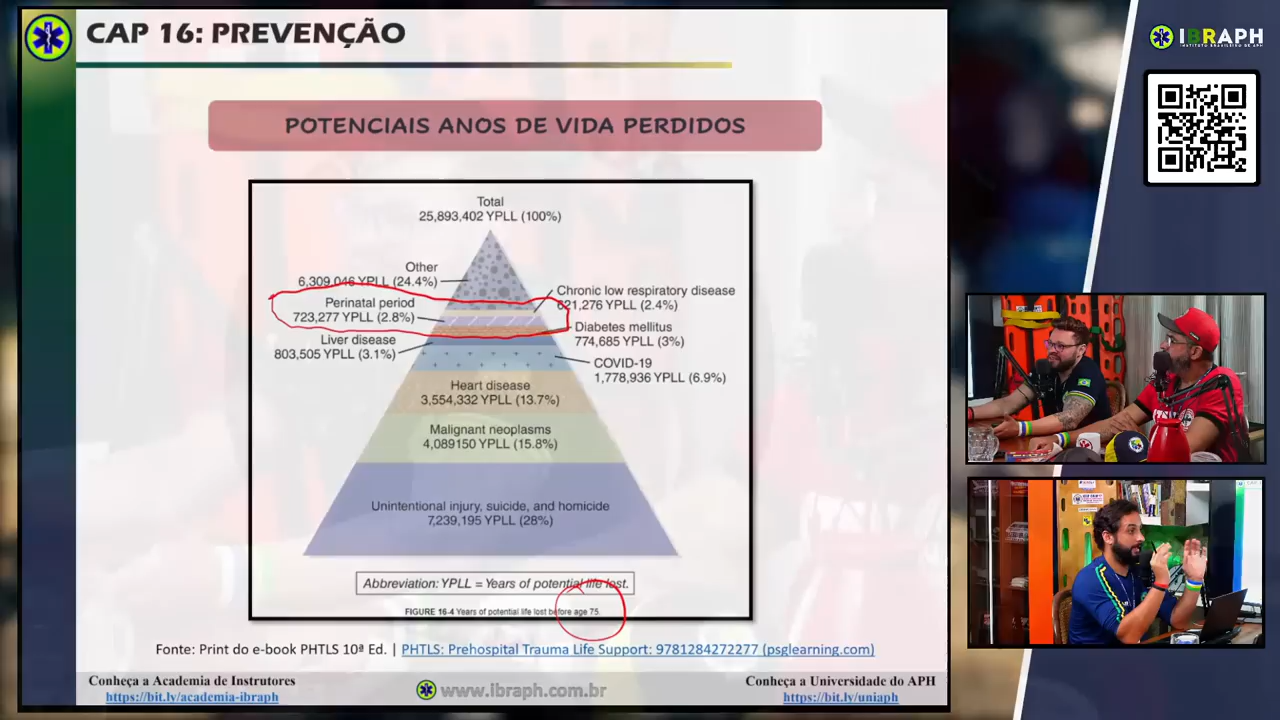 CAP 16: PREVENÇÃO
IBRAPH
INSTITUTO BRASILEIRO DE APH
POTENCIAIS ANOS DE VIDA PERDIDOS
Total
25,893,402 YPLL (100%)
Other
6,309,046 YPLL (24.4%)
Chronic low respiratory disease
621,276 YPLL (2.4%)
Perinatal period
723,277 YPLL (2.8%)
Diabetes mellitus
774,685 YPLL (3%)
Liver disease
803,505 YPLL (3.1%)
COVID-19
1,778,936 YPLL (6.9%)
Heart disease
3,554,332 YPLL (13.7%)
Malignant neoplasms
4,089150 YPLL (15.8%)
Unintentional injury, suicide, and homicide
7,239,195 YPLL (28%)
Abbreviation: YPLL = Years of potential life lost.
FIGURE 16-4 Years of potential life lost before age 75.
Fonte: Print do e-book PHTLS 10ª Ed. | PHTLS: Prehospital Trauma Life Support: 9781284272277 (psglearning.com)
Conheça a Academia de Instrutores
https://bit.ly/academia-ibraph
www.ibraph.com.br
Conheça a Universidade do APH
https://bit.ly/uniaph